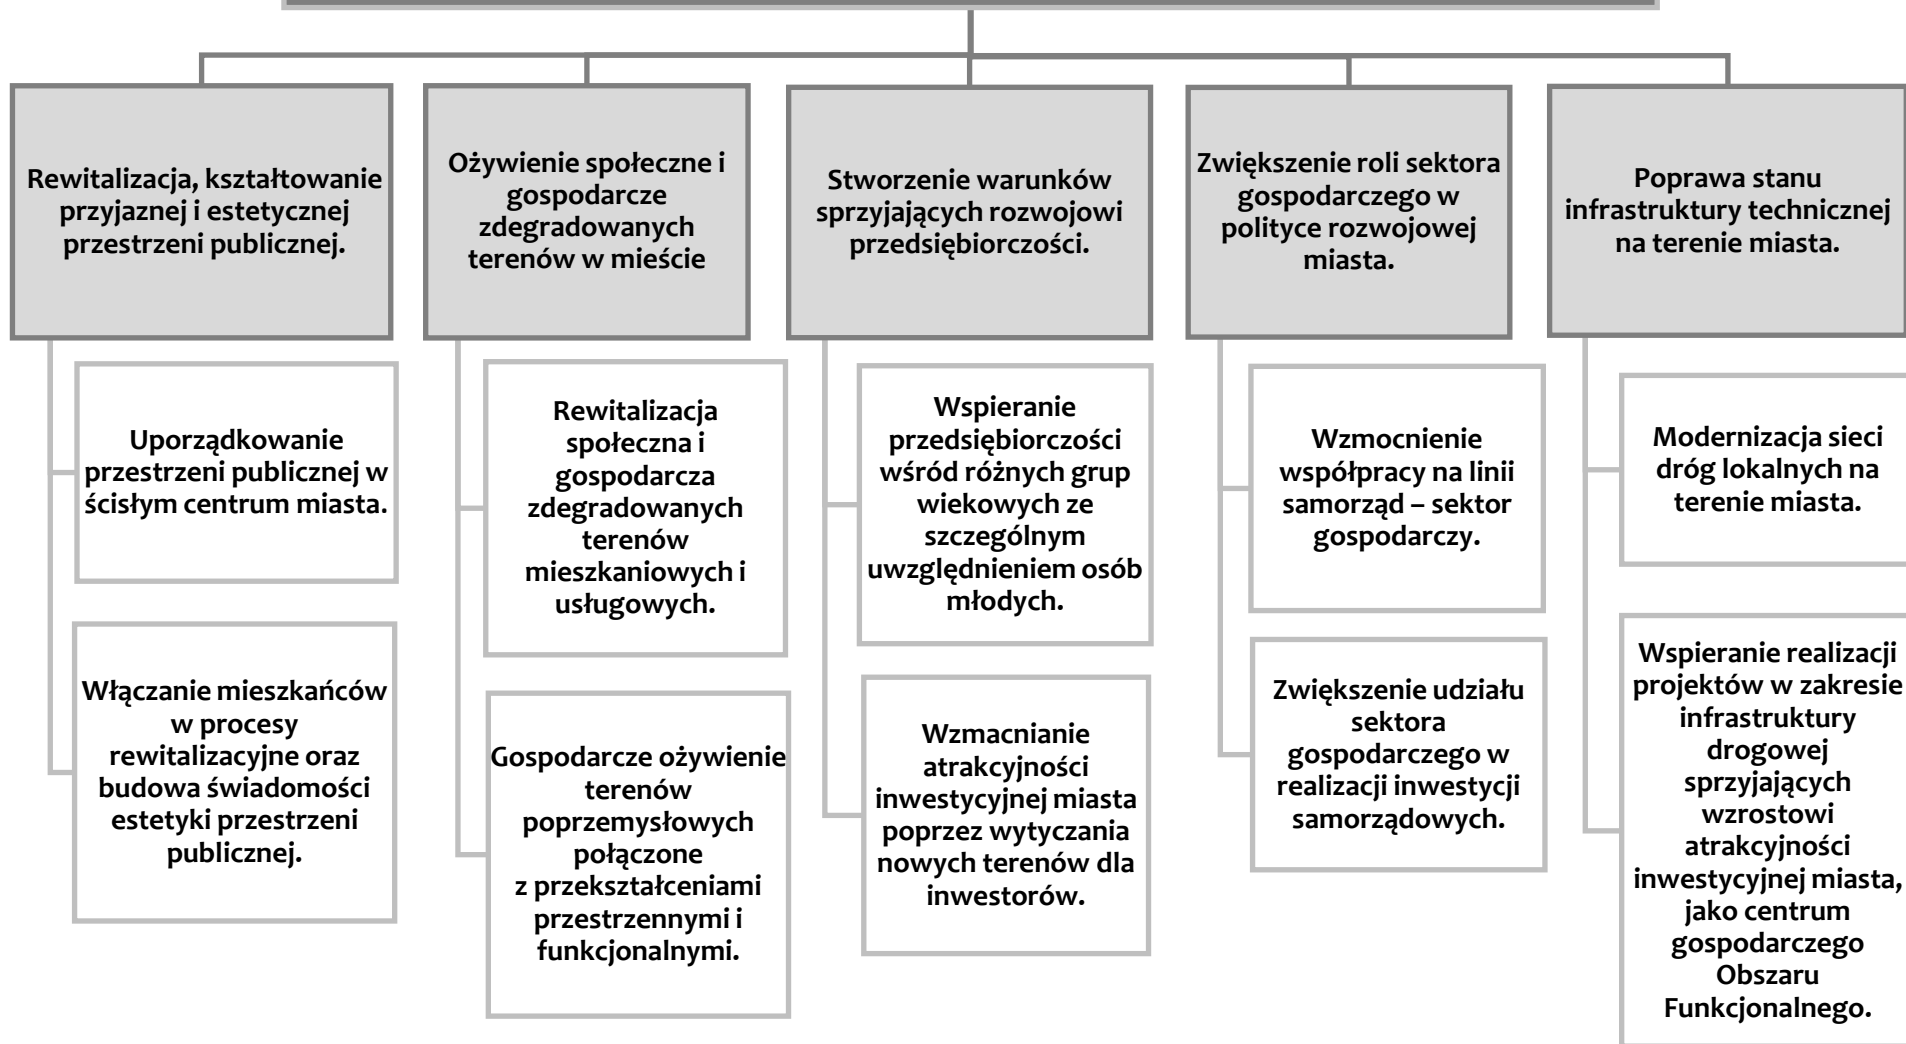 Rewitalizacja, kształtowanie
przyjaznej i estetycznej
przestrzeni publicznej.
Uporządkowanie
przestrzeni publicznej w
ścisłym centrum miasta.
Włączanie mieszkańców
w procesy
rewitalizacyjne oraz
budowa świadomości
estetyki przestrzeni
publicznej.
Ożywienie społeczne i
gospodarcze
zdegradowanych
terenów w mieście
Rewitalizacja
społeczna i
gospodarcza
zdegradowanych
terenów
mieszkaniowych i
usługowych.
Gospodarcze ożywienie
terenów
poprzemysłowych
połączone
z przekształceniami
przestrzennymi i
funkcjonalnymi.
Stworzenie warunków
sprzyjających rozwojowi
przedsiębiorczości.
Wspieranie
przedsiębiorczości
wśród różnych grup
wiekowych ze
szczególnym
uwzględnieniem osób
młodych.
Wzmacnianie
atrakcyjności
inwestycyjnej miasta
poprzez wytyczania
nowych terenów dla
inwestorów.
Zwiększenie roli sektora
gospodarczego w
polityce rozwojowej
miasta.
Wzmocnienie
współpracy na linii
samorząd – sektor
gospodarczy.
Zwiększenie udziału
sektora
gospodarczego w
realizacji inwestycji
samorządowych.
Poprawa stanu
infrastruktury technicznej
na terenie miasta.
Modernizacja sieci
dróg lokalnych na
terenie miasta.
Wspieranie realizacji
projektów w zakresie
infrastruktury
drogowej
sprzyjających
wzrostowi
atrakcyjności
inwestycyjnej miasta,
jako centrum
gospodarczego
Obszaru
Funkcjonalnego.